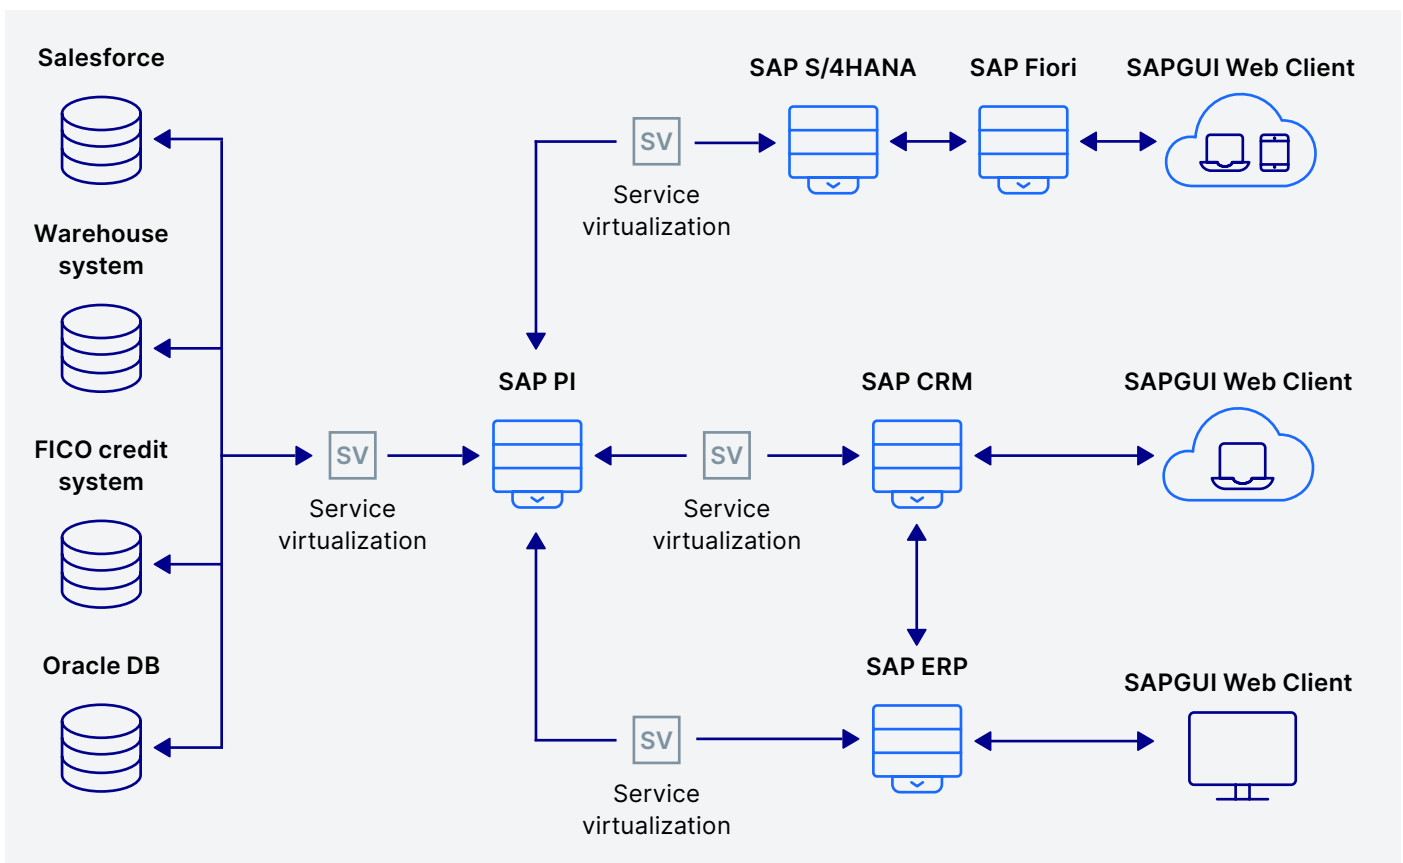 Salesforce
SAP S/4HANA
SAP Fiori
SAPGUI Web Client
SV
Service
virtualization
Warehouse
system
SAP PI
SAP CRM
SAPGUI Web Client
FICO credit
system
SV
Service
virtualization
SV
Service
virtualization
Oracle DB
SAP ERP
SAPGUI Web Client
SV
Service
virtualization